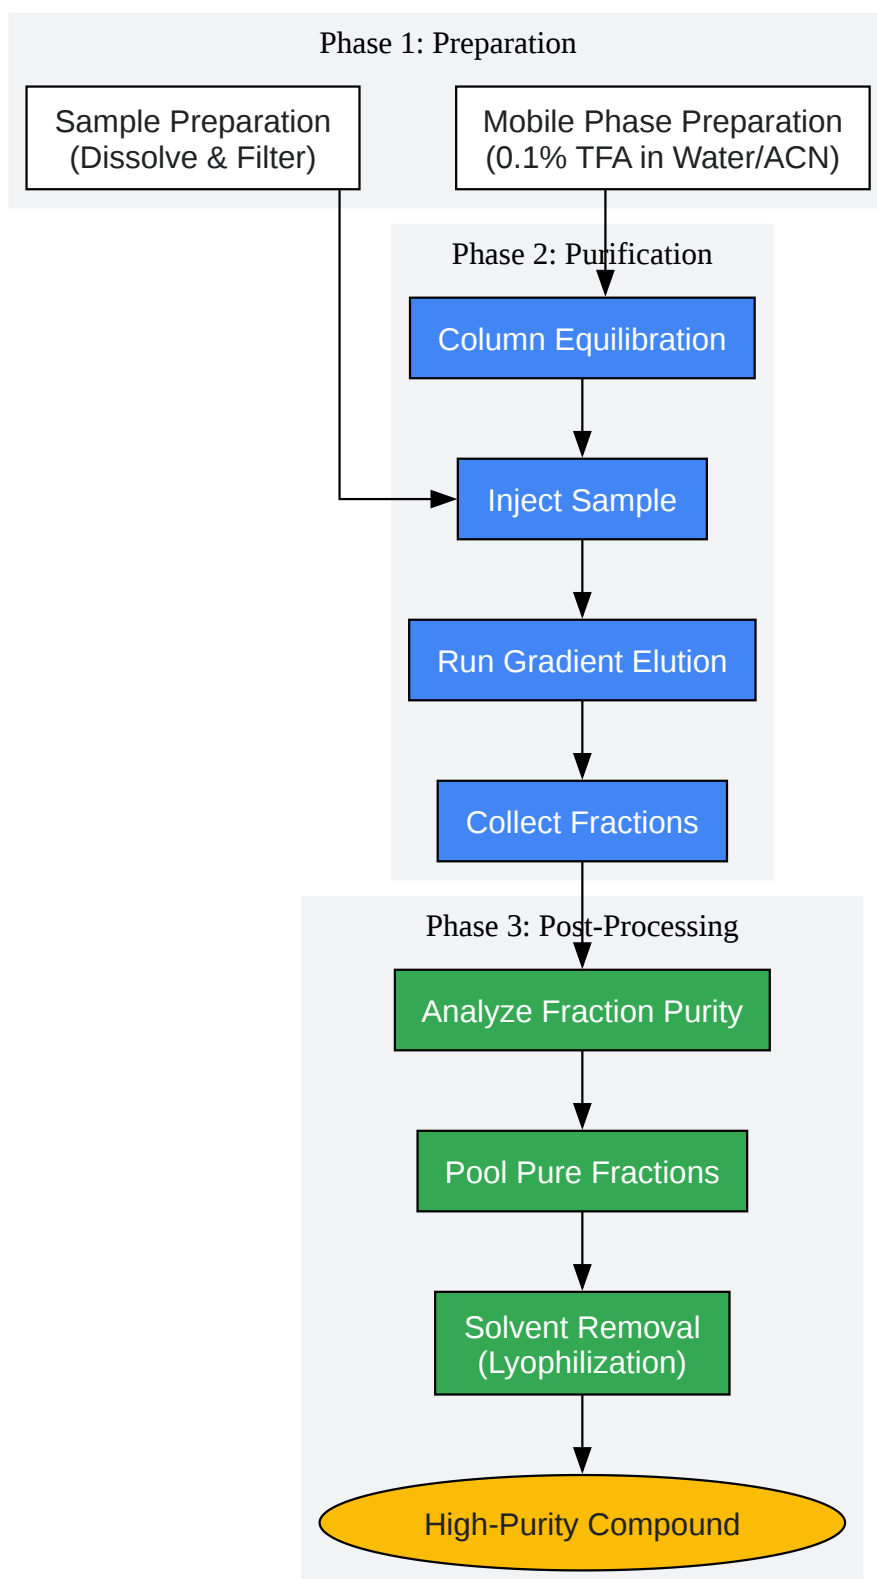 Phase 1: Preparation
Sample Preparation
(Dissolve & Filter)
Mobile Phase Preparation
(0.1% TFA in Water/ACN)
Phase 2: Purification
Column Equilibration
Inject Sample
Run Gradient Elution
Collect Fractions
Phase 3: Post-Processing
Analyze Fraction Purity
Pool Pure Fractions
Solvent Removal
(Lyophilization)
High-Purity Compound